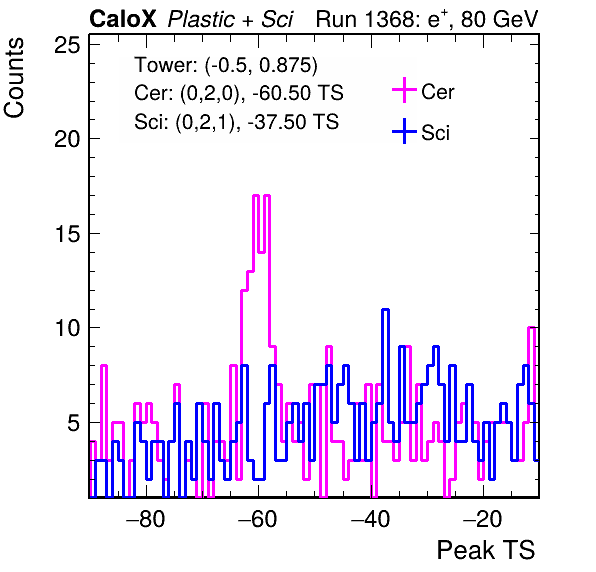 CaloX Plastic + Sci Run 1368: e+, 80 GeV
Counts
25
20
15
10
5
Tower: (-0.5, 0.875)
Cer: (0,2,0), -60.50 TS
Sci: (0,2,1), -37.50 TS
Cer
Sci
−80 −60 −40 −20
Peak TS